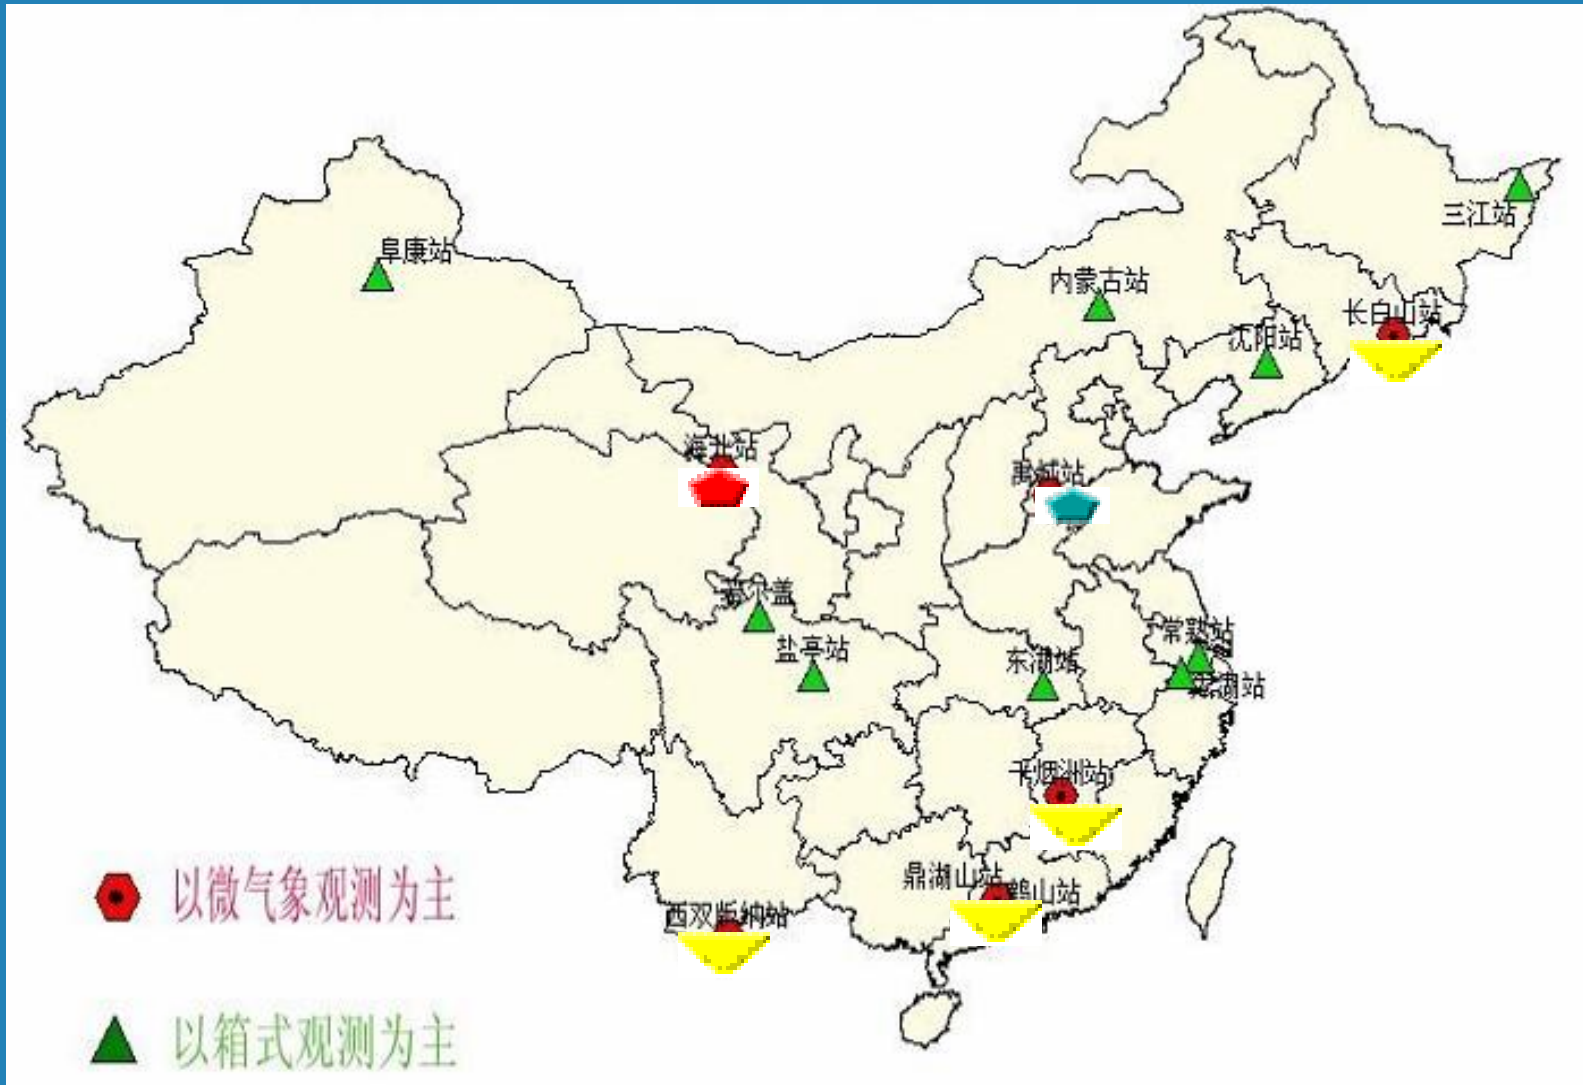 三江站
阜康站
内蒙古站
长白山站
沈阳站
海北站
禹城站
若尔盖
盐亭站
常熟站
东湖站
太湖站
千烟洲站
鼎湖山站
鹤山站
西双版纳站
以微气象观测为主
以箱式观测为主